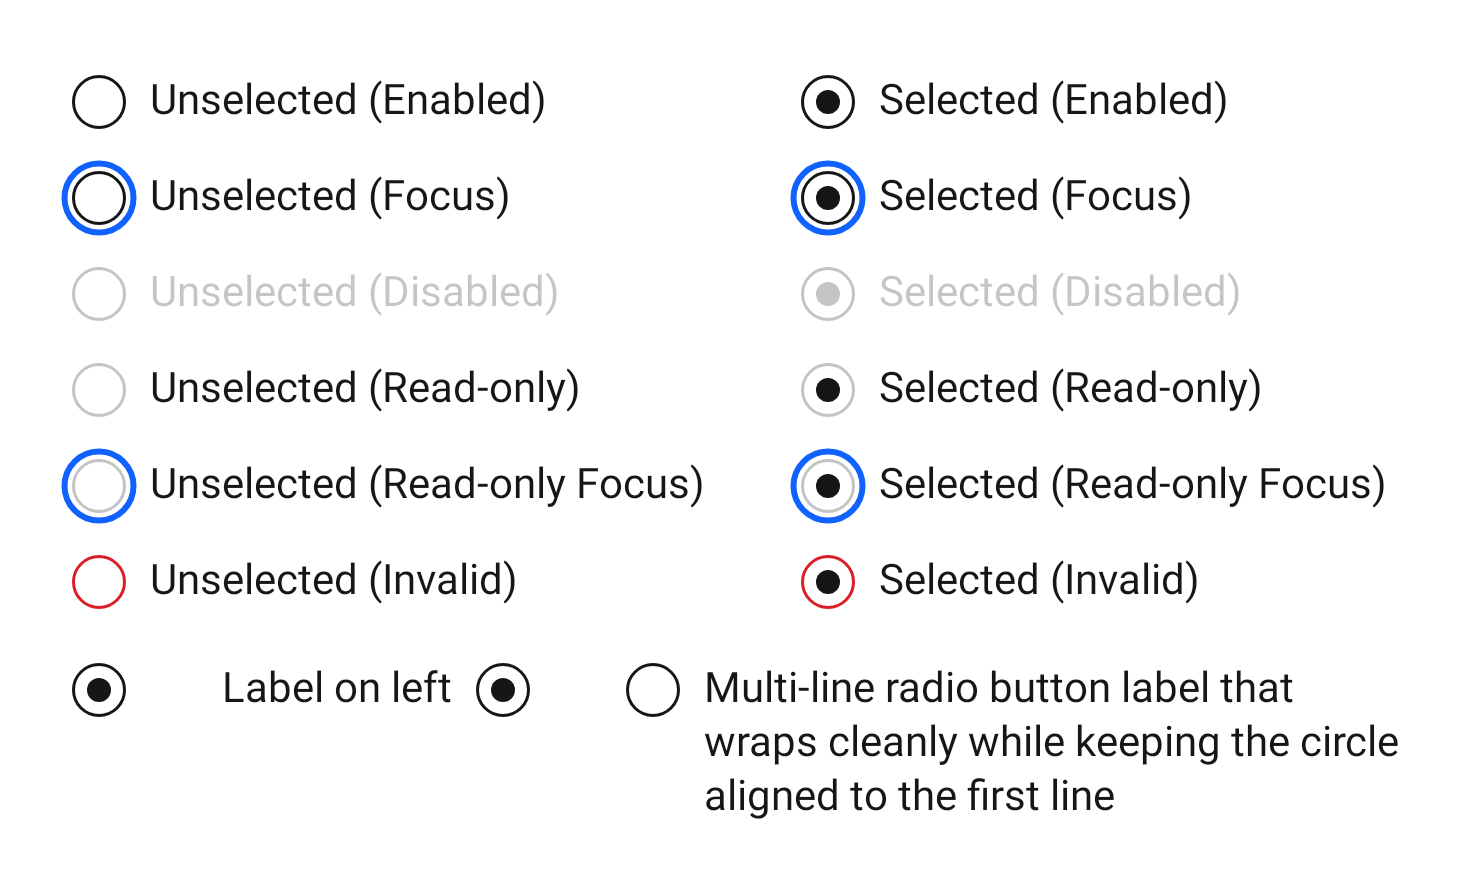 Unselected (Enabled)
Selected (Enabled)
Unselected (Focus)
Selected (Focus)
Unselected (Disabled)
Selected (Disabled)
Unselected (Read-only)
Selected (Read-only)
Unselected (Read-only Focus)
Selected (Read-only Focus)
Unselected (Invalid)
Selected (Invalid)
Label on left
Multi-line radio button label that
wraps cleanly while keeping the circle
aligned to the first line